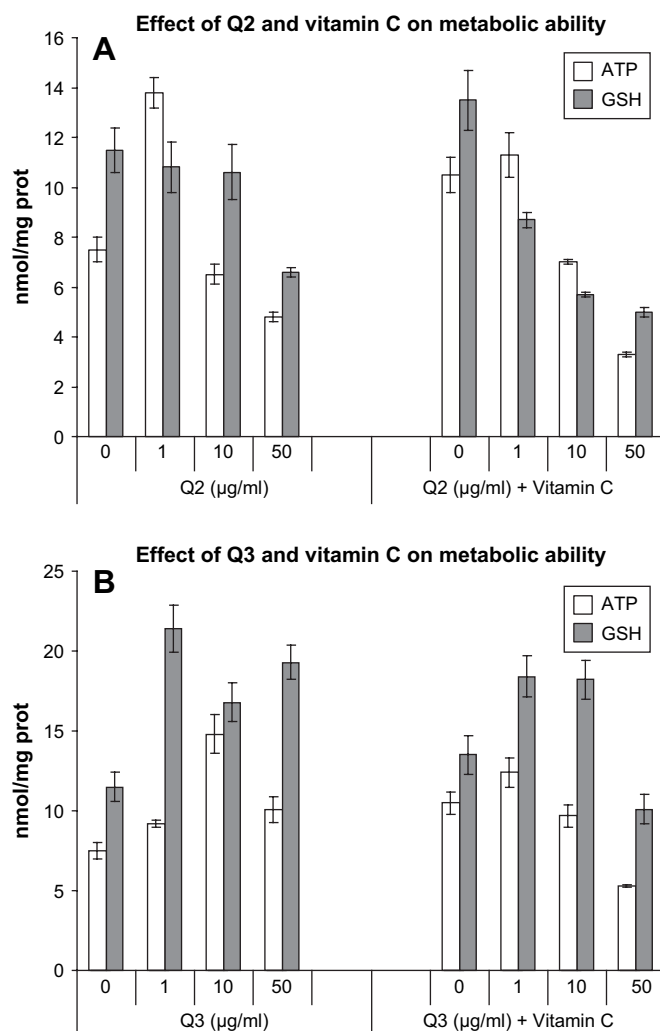 Effect of Q2 and vitamin C on metabolic ability
A
16
14
12
10
8
6
4
2
0
nmol/mg prot
ATP
GSH
0 1 10 50 0 1 10 50
Q2 (µg/ml) Q2 (µg/ml) + Vitamin C
Effect of Q3 and vitamin C on metabolic ability
B
25
20
15
10
5
0
nmol/mg prot
ATP
GSH
0 1 10 50 0 1 10 50
Q3 (µg/ml) Q3 (µg/ml) + Vitamin C